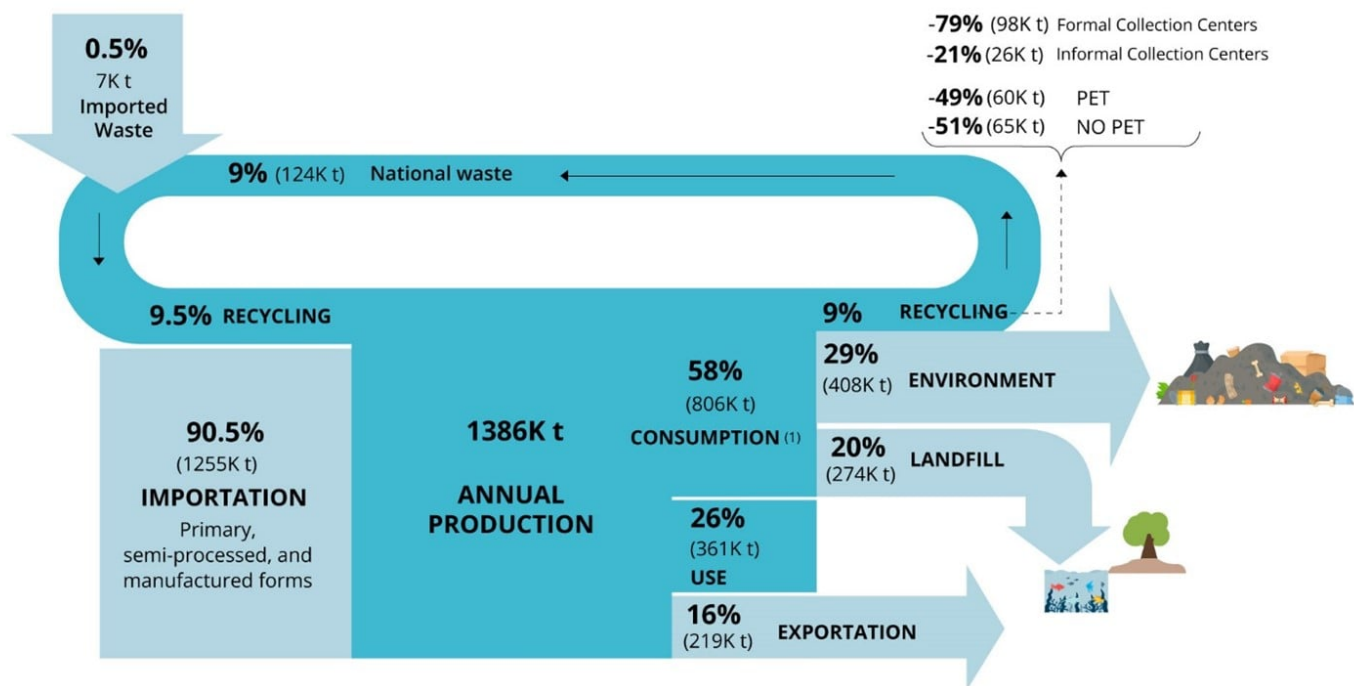 0.5%
7K t
Imported
Waste
-79% (98K t) Formal Collection Centers
-21% (26K t) Informal Collection Centers
-49% (60K t) PET
-51% (65K t) NO PET
9% (124K t) National waste
9.5% RECYCLING
9% RECYCLING
90.5%
(1255K t)
IMPORTATION
Primary,
semi-processed, and
manufactured forms
1386K t
ANNUAL
PRODUCTION
58%
(806K t)
CONSUMPTION (1)
29%
(408K t) ENVIRONMENT
20%
(274K t) LANDFILL
26%
(361K t)
USE
16%
(219K t) EXPORTATION